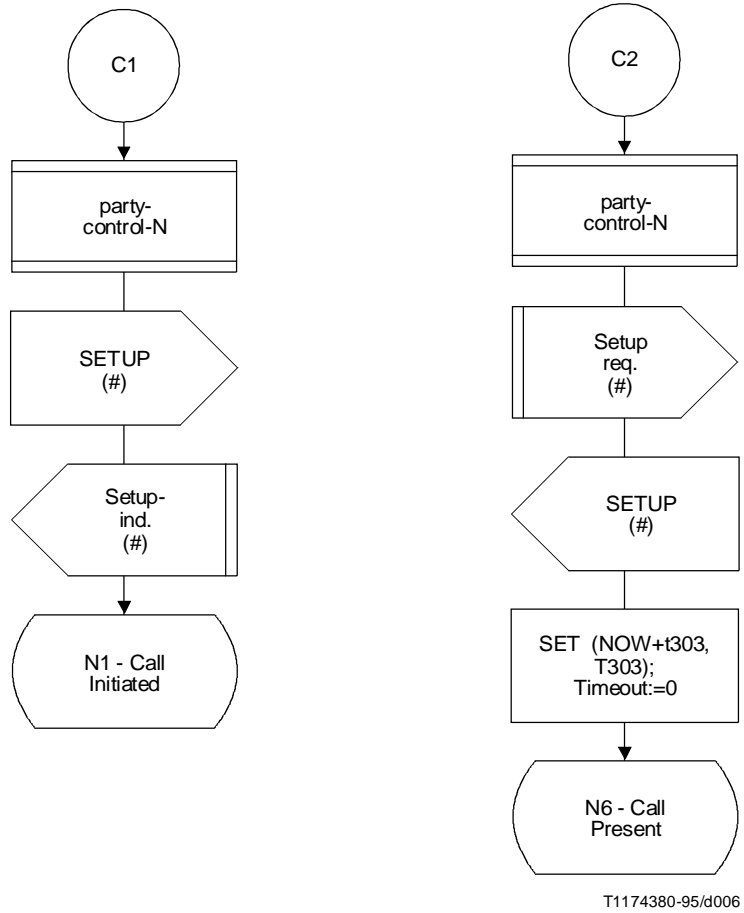 C1
party-
control-N
SETUP
(#)
Setup-
ind.
(#)
N1 - Call
Initiated
C2
party-
control-N
Setup
req.
(#)
SETUP
(#)
SET (NOW+t303,
T303);
Timeout:=0
N6 - Call
Present
T1174380-95/d006